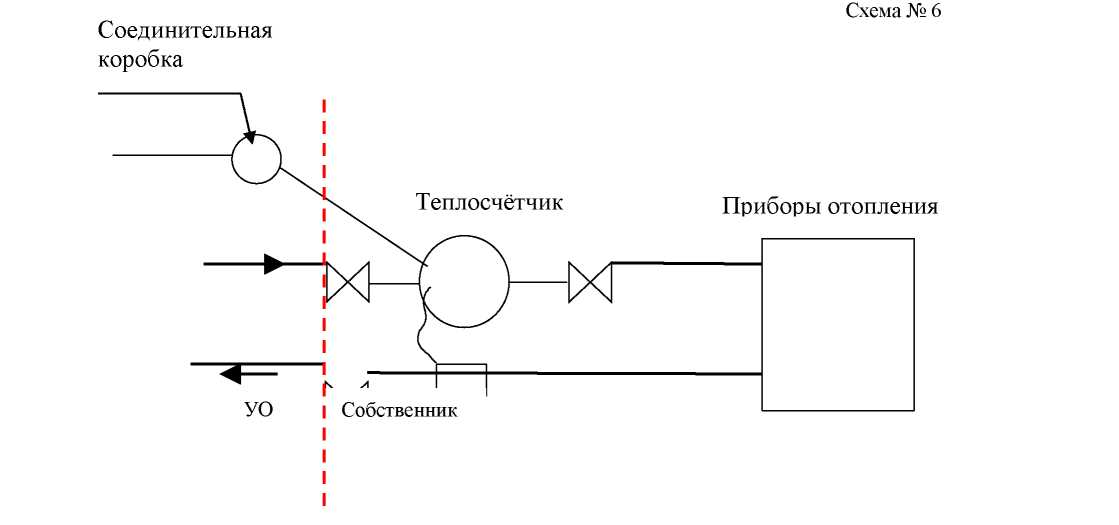 Схема № 6
Соединительная
коробка
Теплосчётчик
Приборы отопления
УО
Собственник